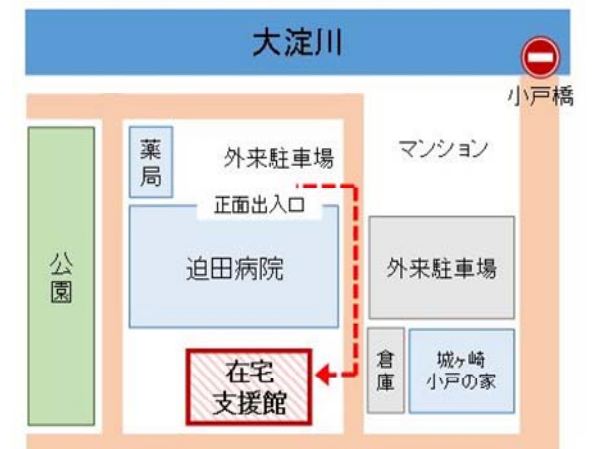 大淀川
小戸橋
薬
局
外来駐車場
マンション
正面出入口
公
園
迫田病院
外来駐車場
在宅
支援館
倉
庫
城ヶ崎
小戸の家